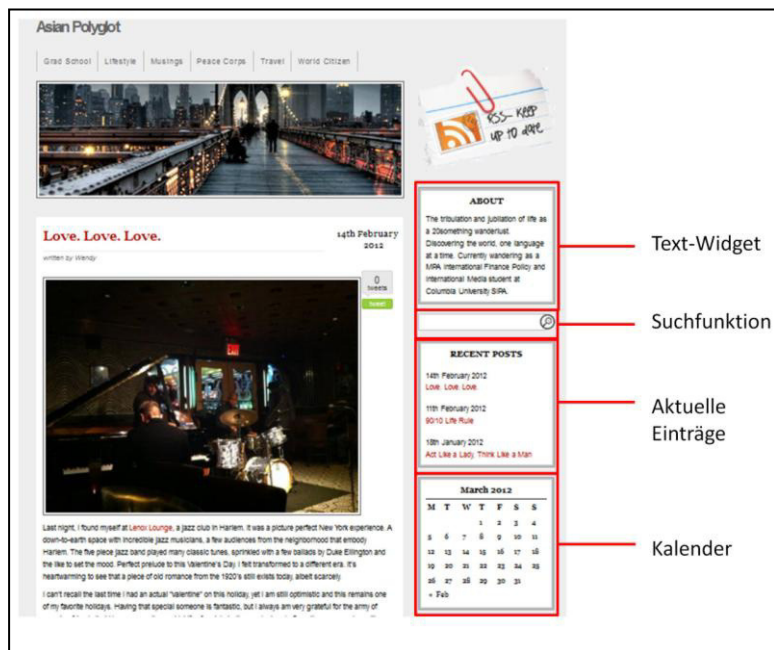 Asian Polyglot
Grad School Lifestyle Musings Peace Corps Travel World Citizen
RSS- KEEP
UP to date
Love. Love. Love.
14th February
2012
written by Wendy
0
tweets
tweet
EXIT
Last night, I found myself at Lenox Lounge, a jazz club in Harlem. It was a picture perfect New York experience. A
down-to-earth space with incredible jazz musicians, a few audiences from the neighorhood that embody
Harlem. The five piece jazz band played many classic tunes, sprinkled with a few ballads by Duke Ellington and
the like to set the mood. Perfect prelude to this Valentine's Day. I felt transformed to a different era. It's
heartwarming to see that a piece of old romance from the 1920's still exists today, albeit scarcely.
I can't recall the last time I had an actual "valentine" on this holiday, yet I am still optimistic and this remains one
of my favorite holidays. Having that special someone is fantastic, but I always am very grateful for the army of
ABOUT
The tribulation and jubilation of life as
a 20something wanderlust.
Discovering the world, one language
at a time. Currently wandering as a
MPA International Finance Policy and
International Media student at
Columbia University SIPA.
RECENT POSTS
14th February 2012
Love. Love. Love.
11th February 2012
90/10 Life Rule
18th January 2012
Act Like a Lady, Think Like a Man
March 2012
M T W T F S S
1 2 3 4
5 6 7 8 9 10 11
12 13 14 15 16 17 18
19 20 21 22 23 24 25
26 27 28 29 30 31
« Feb
Text-Widget
Suchfunktion
Aktuelle
Einträge
Kalender